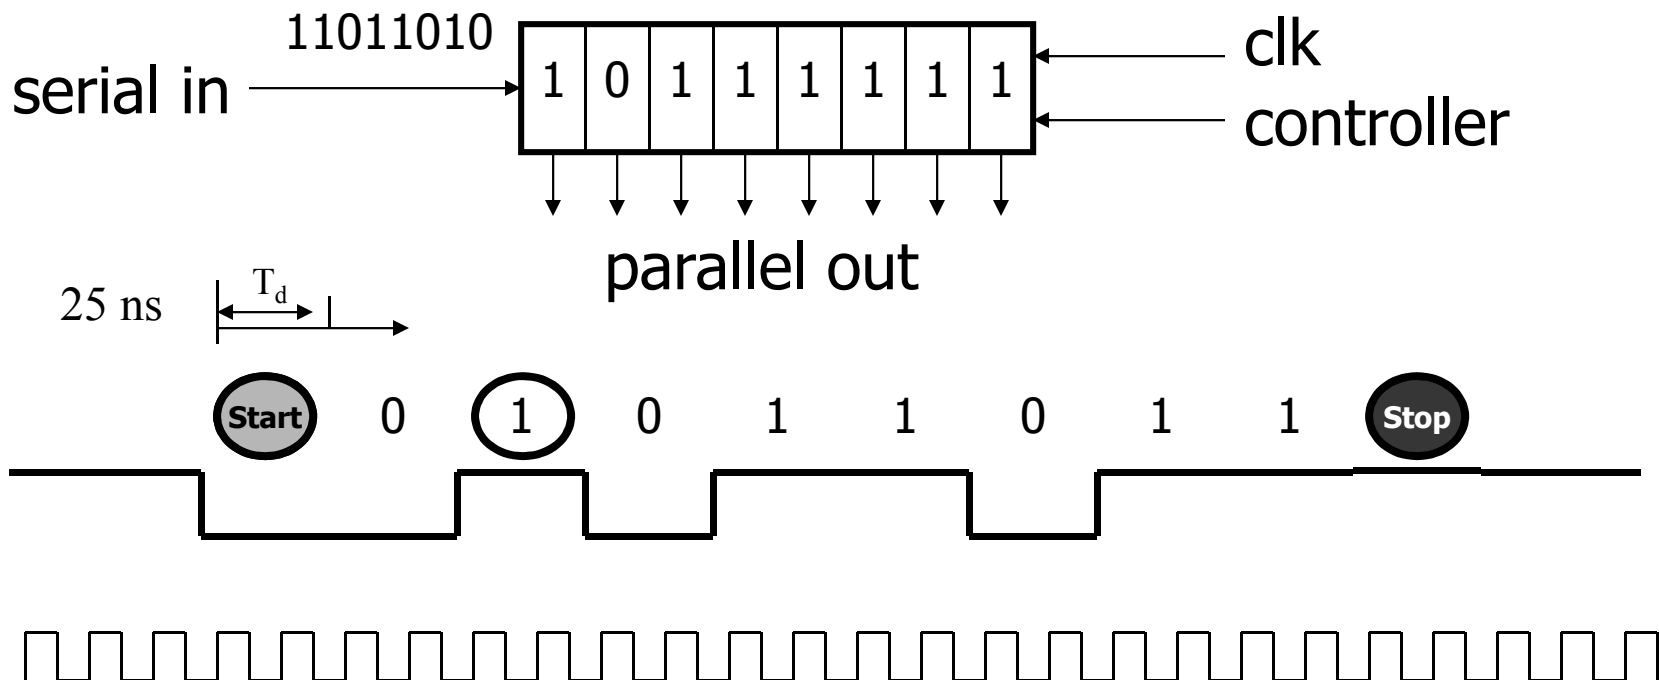 11011010
serial in
1 0 1 1 1 1 1 1
clk
controller
parallel out
25 ns
Td
Start 0 1 0 1 1 0 1 1 Stop